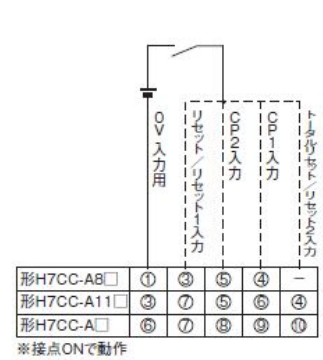 0V入力用
リセット/リセット1入力
CP2入力
CP1入力
トータルリセット/リセット2入力
形H7CC-A8□ ① ③ ⑤ ④ −
形H7CC-A11□ ③ ⑦ ⑤ ⑥ ④
形H7CC-A□ ⑥ ⑦ ⑧ ⑨ ⑩
※接点ONで動作